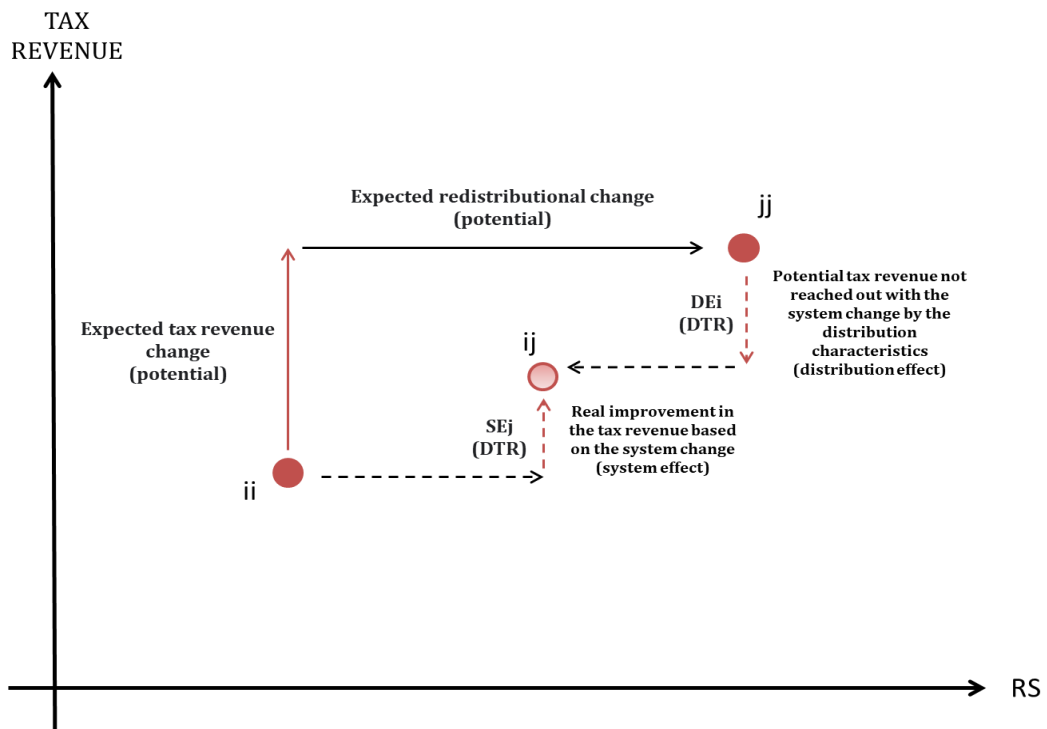 TAX
REVENUE
Expected redistributional change
(potential)
jj
Expected tax revenue
change
(potential)
DEi
(DTR)
Potential tax revenue not
reached out with the
system change by the
distribution
characteristics
(distribution effect)
ij
SEj
(DTR)
Real improvement in
the tax revenue based
on the system change
(system effect)
ii
RS